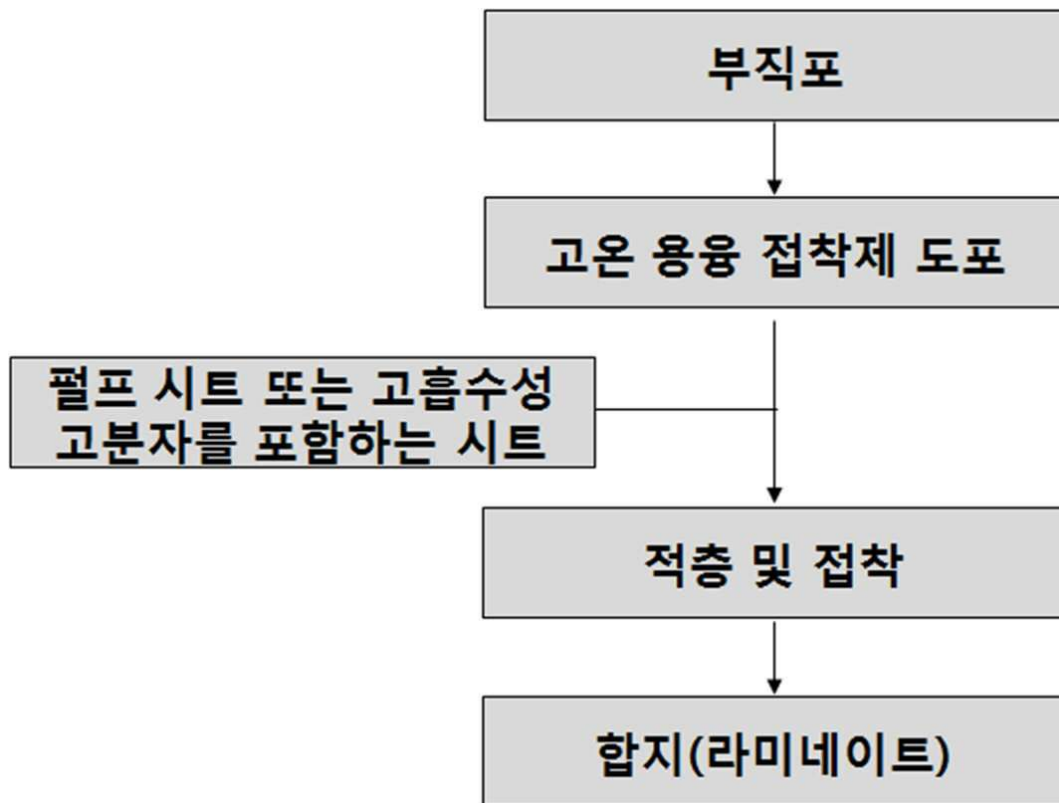 부직포
고온 용융 접착제 도포
펄프 시트 또는 고흡수성
고분자를 포함하는 시트
적층 및 접착
합지(라미네이트)